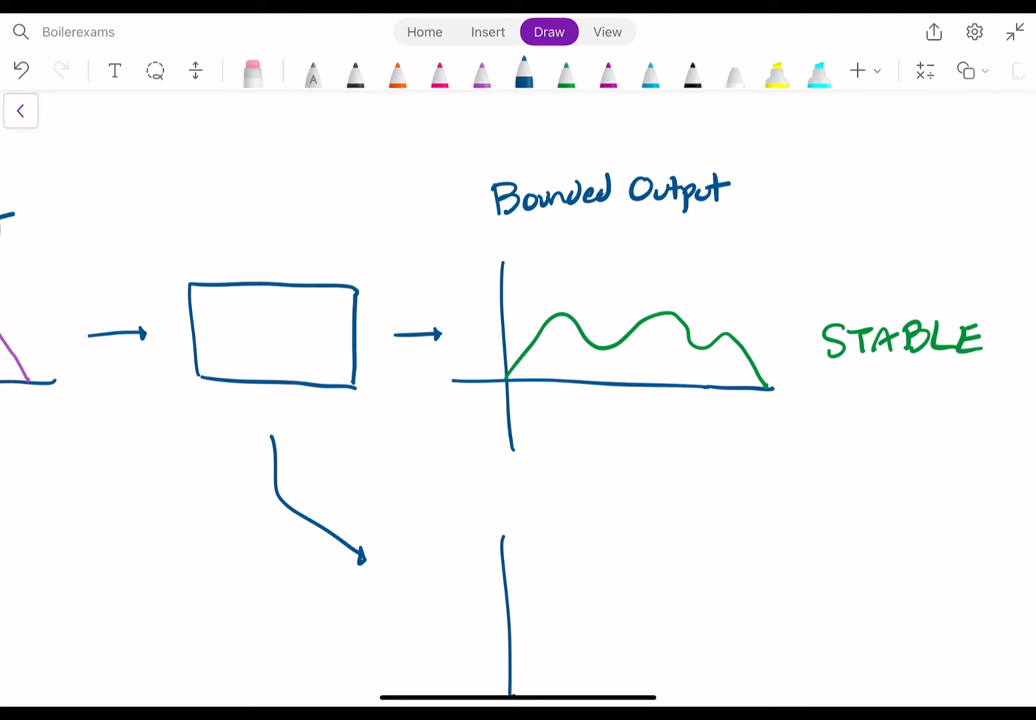 Boilerexams
Home Insert Draw View
T
A
Bounded Output
STABLE